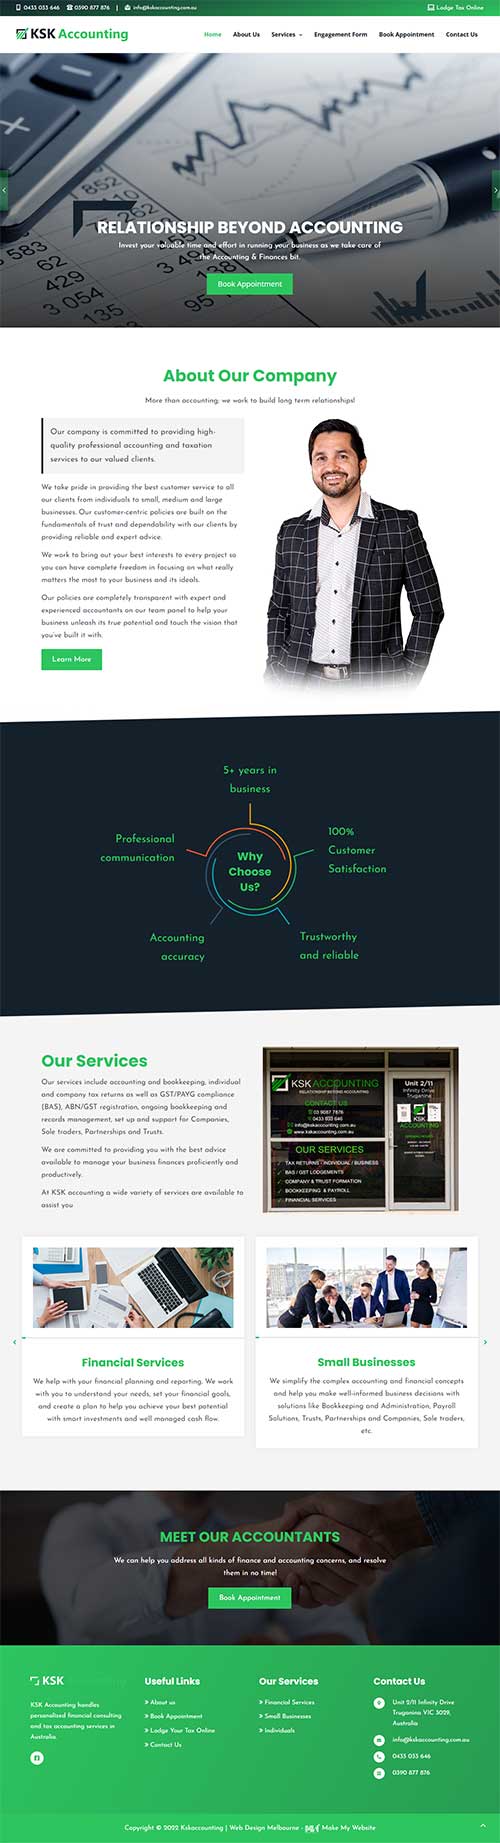 0433 033 646 0390 877 876 | info@kskaccounting.com.au
Lodge Tax Online
KSK Accounting
Home About Us Services Engagement Form Book Appointment Contact Us
RELATIONSHIP BEYOND ACCOUNTING
Invest your valuable time and effort in running your business as we take care of
the Accounting & Finances bit.
Book Appointment
About Our Company
More than accounting; we work to build long term relationships!
Our company is committed to providing high-
quality professional accounting and taxation
services to our valued clients.
We take pride in providing the best customer service to all
our clients from individuals to small, medium and large
businesses. Our customer-centric policies are built on the
fundamentals of trust and dependability with our clients by
providing reliable and expert advice.
We work to bring out your best interests to every project so
you can have complete freedom in focusing on what really
matters the most to your business and its ideals.
Our policies are completely transparent with expert and
experienced accountants on our team panel to help your
business unleash its true potential and touch the vision that
you've built it with.
Learn More
5+ years in
business
Professional
communication
Why
Choose
Us?
100%
Customer
Satisfaction
Accounting
accuracy
Trustworthy
and reliable
Our Services
Our services include accounting and bookkeeping, individual
and company tax returns as well as GST/PAYG compliance
(BAS), ABN/GST registration, ongoing bookkeeping and
records management, set up and support for Companies,
Sole traders, Partnerships and Trusts.
We are committed to providing you with the best advice
available to manage your business finances proficiently and
productively.
At KSK accounting a wide variety of services are available to
assist you
KSK ACCOUNTING
RELATIONSHIP BEYOND ACCOUNTING
CONTACT US
03 9087 7876
0433 033 646
info@kskaccounting.com.au
www.kskaccounting.com.au
OUR SERVICES
TAX RETURNS - INDIVIDUAL / BUSINESS
BAS / GST LODGEMENTS
COMPANY & TRUST FORMATION
BOOKKEEPING & PAYROLL
FINANCIAL SERVICES
Unit 2/11
Infinity Drive
Truganina
KSK
ACCOUNTING
Financial Services
We help with your financial planning and reporting. We work
with you to understand your needs, set your financial goals,
and create a plan to help you achieve your best potential
with smart investments and well managed cash flow.
Small Businesses
We simplify the complex accounting and financial concepts
and help you make well-informed business decisions with
solutions like Bookkeeping and Administration, Payroll
Solutions, Trusts, Partnerships and Companies, Sole traders,
etc.
MEET OUR ACCOUNTANTS
We can help you address all kinds of finance and accounting concerns, and resolve
them in no time!
Book Appointment
KSK Accounting
KSK Accounting handles
personalized financial consulting
and tax accounting services in
Australia.
Useful Links
About us
Book Appointment
Lodge Your Tax Online
Contact Us
Our Services
Financial Services
Small Businesses
Individuals
Contact Us
Unit 2/11 Infinity Drive
Truganina VIC 3029,
Australia
info@kskaccounting.com.au
0433 033 646
0390 877 876
Copyright © 2022 Kskaccounting | Web Design Melbourne - Make My Website